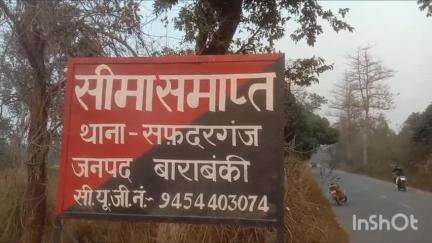 सीमा समाप्त
थाना - सफ़दरगंज
जनपद बाराबंकी
सी.यू.जी.नं:- 9454403074
InShOt